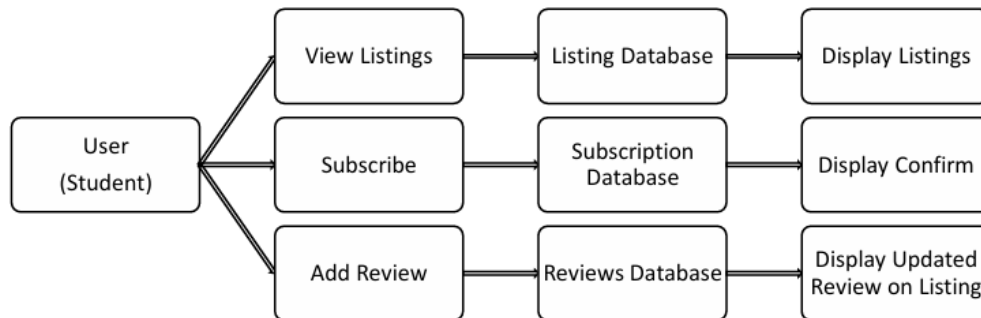 View Listings
Listing Database
Display Listings
User
(Student)
Subscribe
Subscription
Database
Display Confirm
Add Review
Reviews Database
Display Updated
Review on Listing